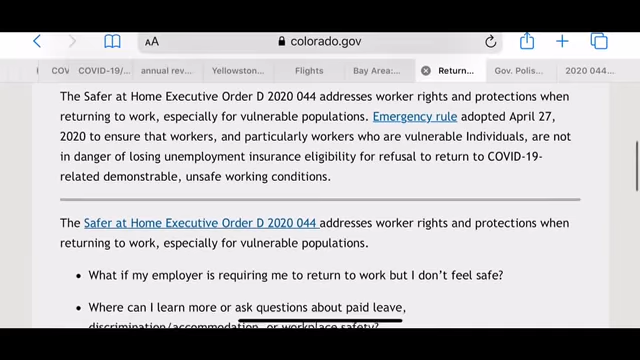 AA
colorado.gov
COV
COVID-19/...
annual rev...
Yellowston...
Flights
Bay Area:...
Return...
Gov. Polis...
2020 044...
The Safer at Home Executive Order D 2020 044 addresses worker rights and protections when
returning to work, especially for vulnerable populations. Emergency rule adopted April 27,
2020 to ensure that workers, and particularly workers who are vulnerable Individuals, are not
in danger of losing unemployment insurance eligibility for refusal to return to COVID-19-
related demonstrable, unsafe working conditions.
The Safer at Home Executive Order D 2020 044 addresses worker rights and protections when
returning to work, especially for vulnerable populations.
• What if my employer is requiring me to return to work but I don't feel safe?
• Where can I learn more or ask questions about paid leave,
discrimination/accommodation, or workplace safety?